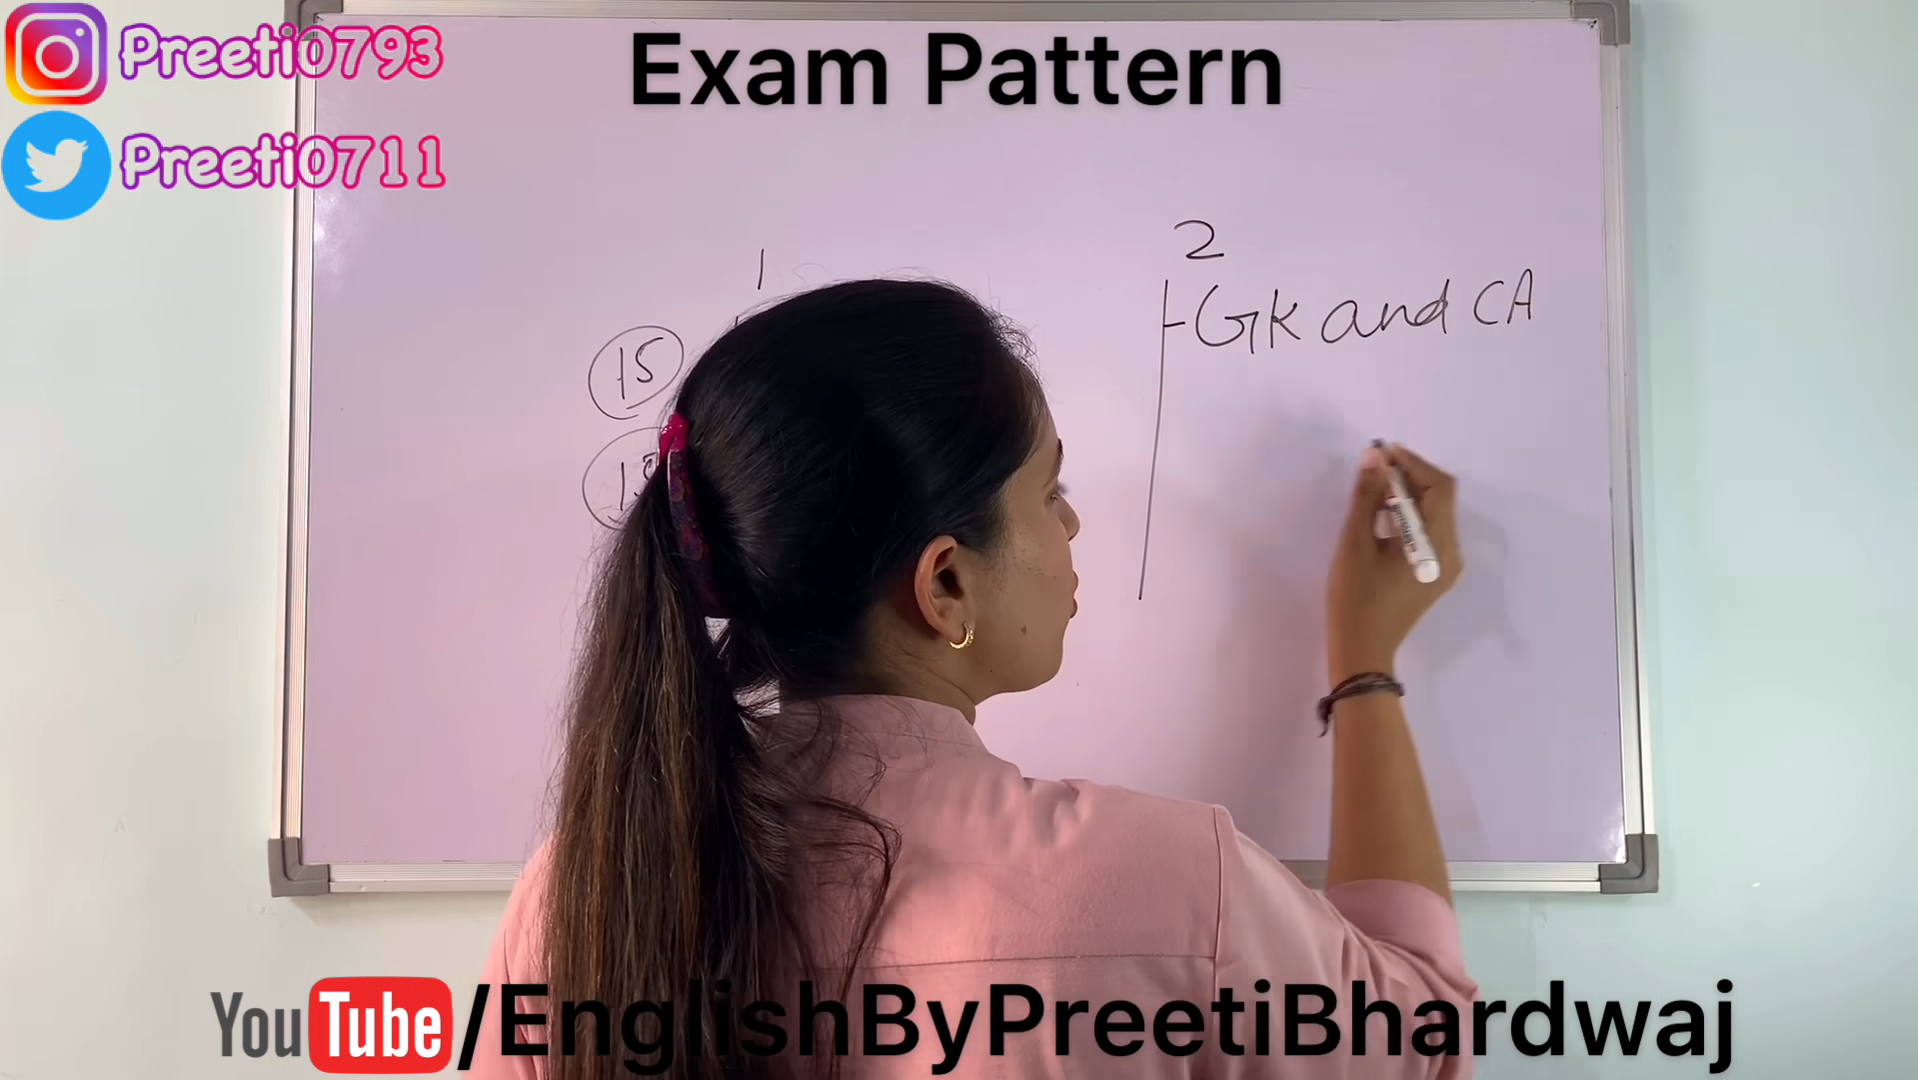 Preeti0793
Exam Pattern
Preeti0711
1
2
15
GK and CA
YouTube/EnglishByPreetiBhardwaj